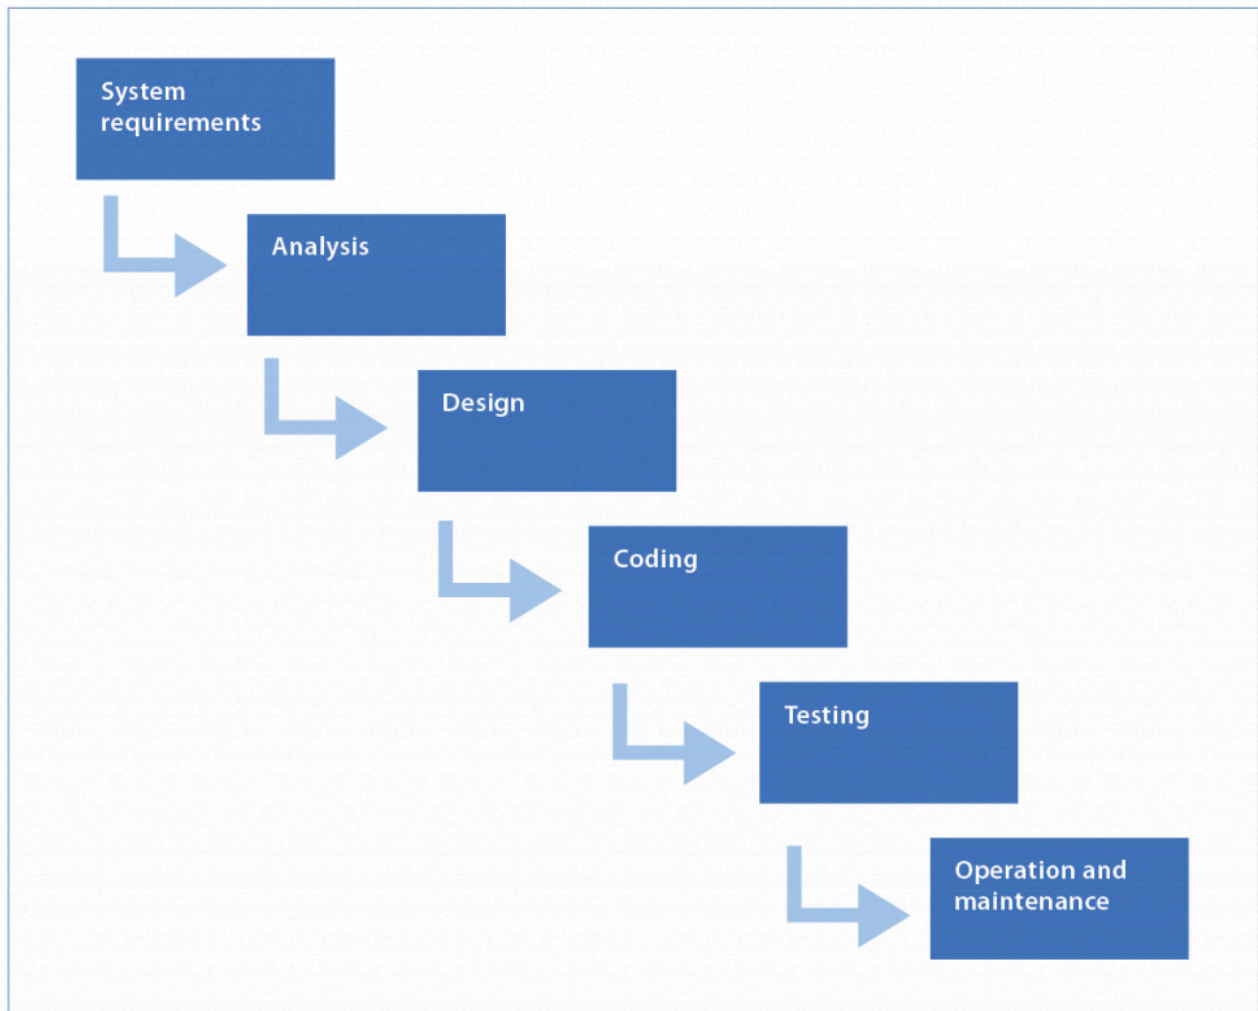 System
requirements
Analysis
Design
Coding
Testing
Operation and
maintenance